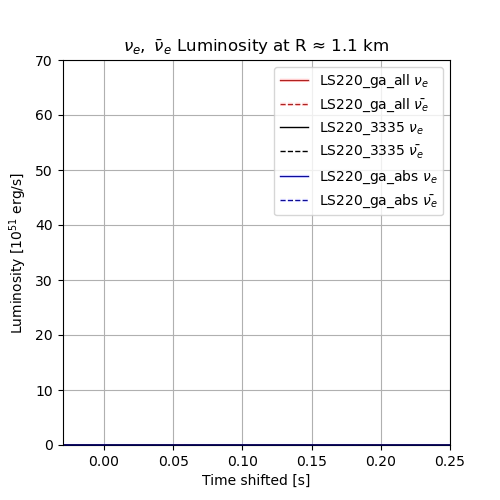 νₑ, ν̄ₑ Luminosity at R ≈ 1.1 km
70
60
50
40
30
20
10
0
Luminosity [10⁵¹ erg/s]
LS220_ga_all νₑ
LS220_ga_all ν̄ₑ
LS220_3335 νₑ
LS220_3335 ν̄ₑ
LS220_ga_abs νₑ
LS220_ga_abs ν̄ₑ
0.00 0.05 0.10 0.15 0.20 0.25
Time shifted [s]